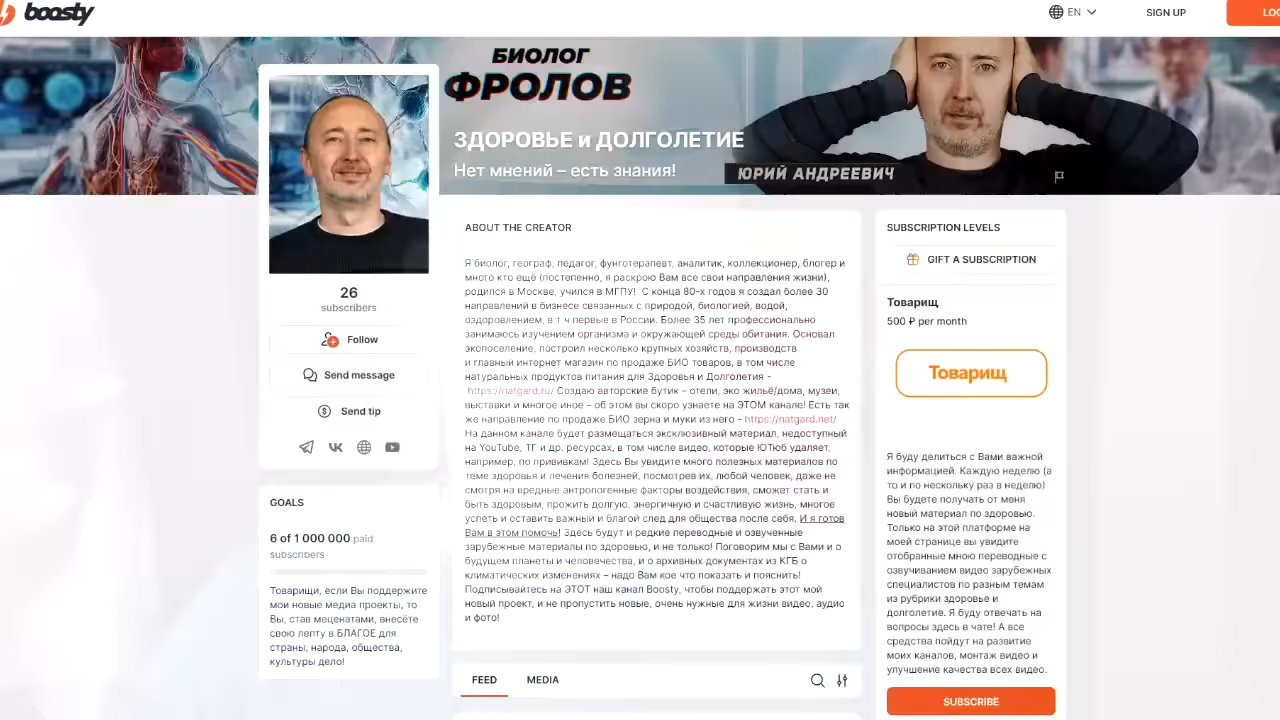 boosty
EN
SIGN UP
БИОЛОГ
ФРОЛОВ
ЗДОРОВЬЕ и ДОЛГОЛЕТИЕ
Нет мнений – есть знания!
ЮРИЙ АНДРЕЕВИЧ
26
subscribers
Follow
Send message
Send tip
GOALS
6 of 1 000 000 paid
subscribers
Товарищи, если Вы поддержите
мои новые медиа проекты, то
Вы, став меценатами, внесёте
свою лепту в БЛАГОЕ для
страны, народа, общества,
культуры дело!
ABOUT THE CREATOR
Я биолог, географ, педагог, фунготерапевт, аналитик, коллекционер, блогер и
много кто ещё (постепенно, я раскрою Вам все свои направления жизни),
родился в Москве, учился в МГПУ! С конца 80-х годов я создал более 30
направлений в бизнесе связанных с природой, биологией, водой,
оздоровлением, в т ч первые в России. Более 35 лет профессионально
занимаюсь изучением организма и окружающей среды обитания. Основал
экопоселение, построил несколько крупных хозяйств, производств
и главный интернет магазин по продаже БИО товаров, в том числе
натуральных продуктов питания для Здоровья и Долголетия -
https://natgerd.ru/ Создаю авторские бутик – отели, эко жильё/дома, музеи,
выставки и многое иное – об этом вы скоро узнаете на ЭТОМ канале! Есть так
же направление по продаже БИО зерна и муки из него - https://natgard.net/
На данном канале будет размещаться эксклюзивный материал, недоступный
на YouTube, ТГ и др. ресурсах, в том числе видео, которые ЮТюб удаляет,
например, по прививкам! Здесь Вы увидите много полезных материалов по
теме здоровья и лечения болезней, посмотрев их, любой человек, даже не
смотря на вредные антропогенные факторы воздействия, сможет стать и
быть здоровым, прожить долгую, энергичную и счастливую жизнь, многое
успеть и оставить важный и благой след для общества после себя. И я готов
Вам в этом помочь! Здесь будут и редкие переводные и озвученные
зарубежные материалы по здоровью, и не только! Поговорим мы с Вами и о
будущем планеты и человечества, и о архивных документах из КГБ о
климатических изменениях – надо Вам кое что показать и пояснить!
Подписывайтесь на ЭТОТ наш канал Boosty, чтобы поддержать этот мой
новый проект, и не пропустить новые, очень нужные для жизни видео, аудио
и фото!
FEED MEDIA
SUBSCRIPTION LEVELS
GIFT A SUBSCRIPTION
Товарищ
500 ₽ per month
Товарищ
Я буду делиться с Вами важной
информацией. Каждую неделю (а
то и по нескольку раз в неделю)
Вы будете получать от меня
новый материал по здоровью.
Только на этой платформе на
моей странице вы увидите
отобранные мною переводные с
озвучиванием видео зарубежных
специалистов по разным темам
из рубрики здоровье и
долголетие. Я буду отвечать на
вопросы здесь в чате! А все
средства пойдут на развитие
моих каналов, монтаж видео и
улучшение качества всех видео.
SUBSCRIBE